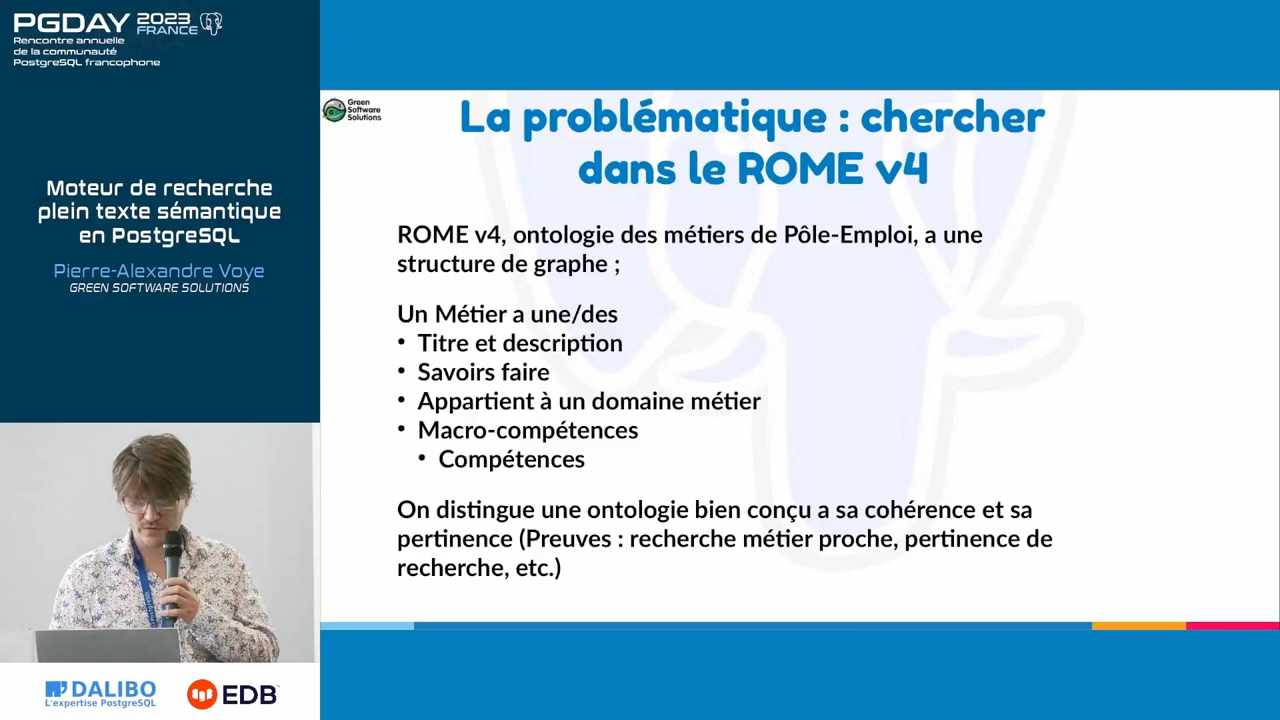 PGDAY 2023 FRANCE
Rencontre annuelle
de la communauté
PostgreSQL francophone
Moteur de recherche
plein texte sémantique
en PostgreSQL
Pierre-Alexandre Voye
GREEN SOFTWARE SOLUTIONS
DALIBO
L'expertise PostgreSQL
EDB
Green
Software
Solutions
La problématique : chercher
dans le ROME v4
ROME v4, ontologie des métiers de Pôle-Emploi, a une
structure de graphe ;
Un Métier a une/des
• Titre et description
• Savoirs faire
• Appartient à un domaine métier
• Macro-compétences
• Compétences
On distingue une ontologie bien conçu a sa cohérence et sa
pertinence (Preuves : recherche métier proche, pertinence de
recherche, etc.)